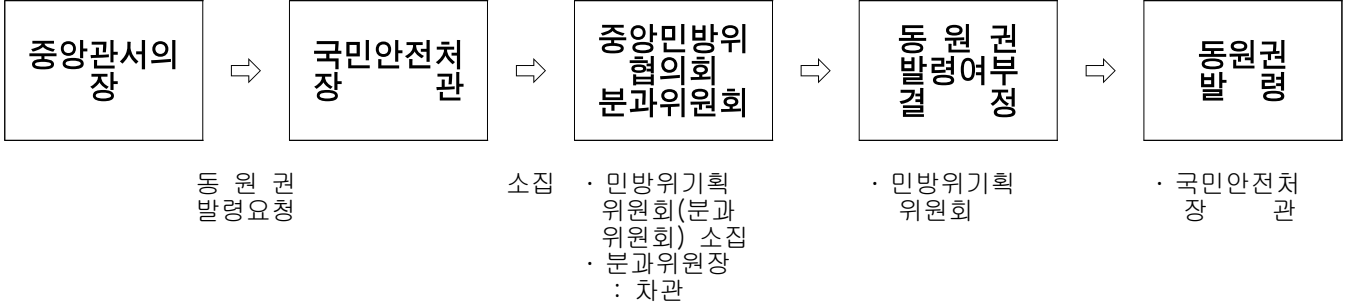 중앙관서의
장
국민안전처
장 관
중앙민방위
협의회
분과위원회
동 원 권
발령여부
결 정
동원권
발 령
동 원 권
발령요청
소집
· 민방위기획
위원회(분과
위원회) 소집
· 분과위원장
: 차관
· 민방위기획
위원회
· 국민안전처
장 관